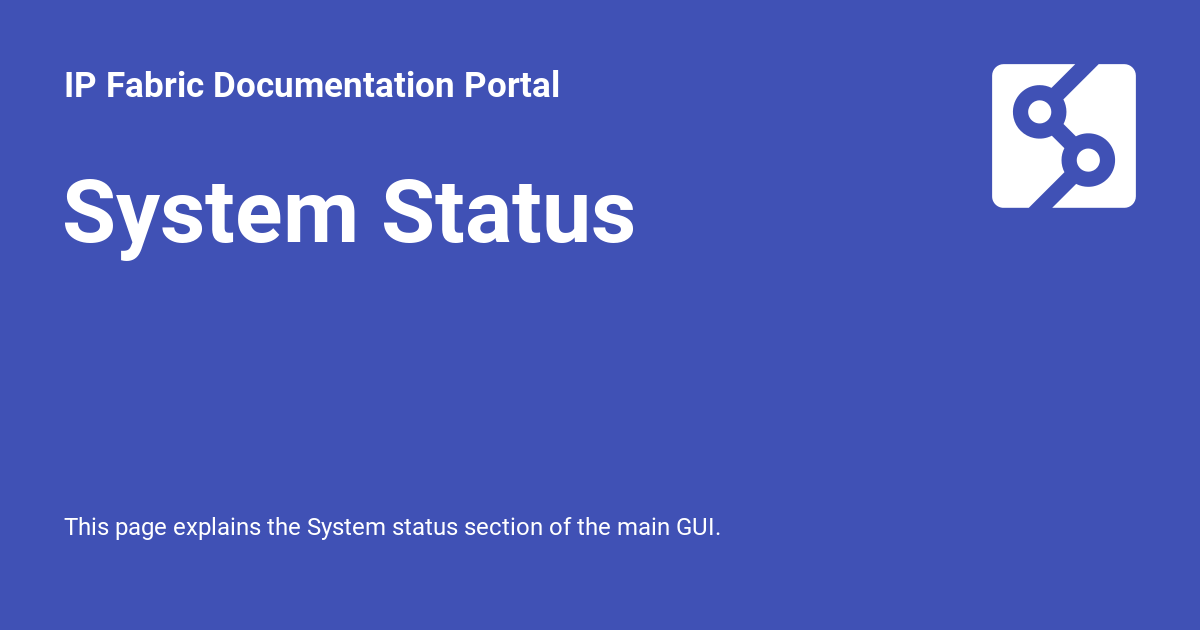 IP Fabric Documentation Portal
System Status
This page explains the System status section of the main GUI.